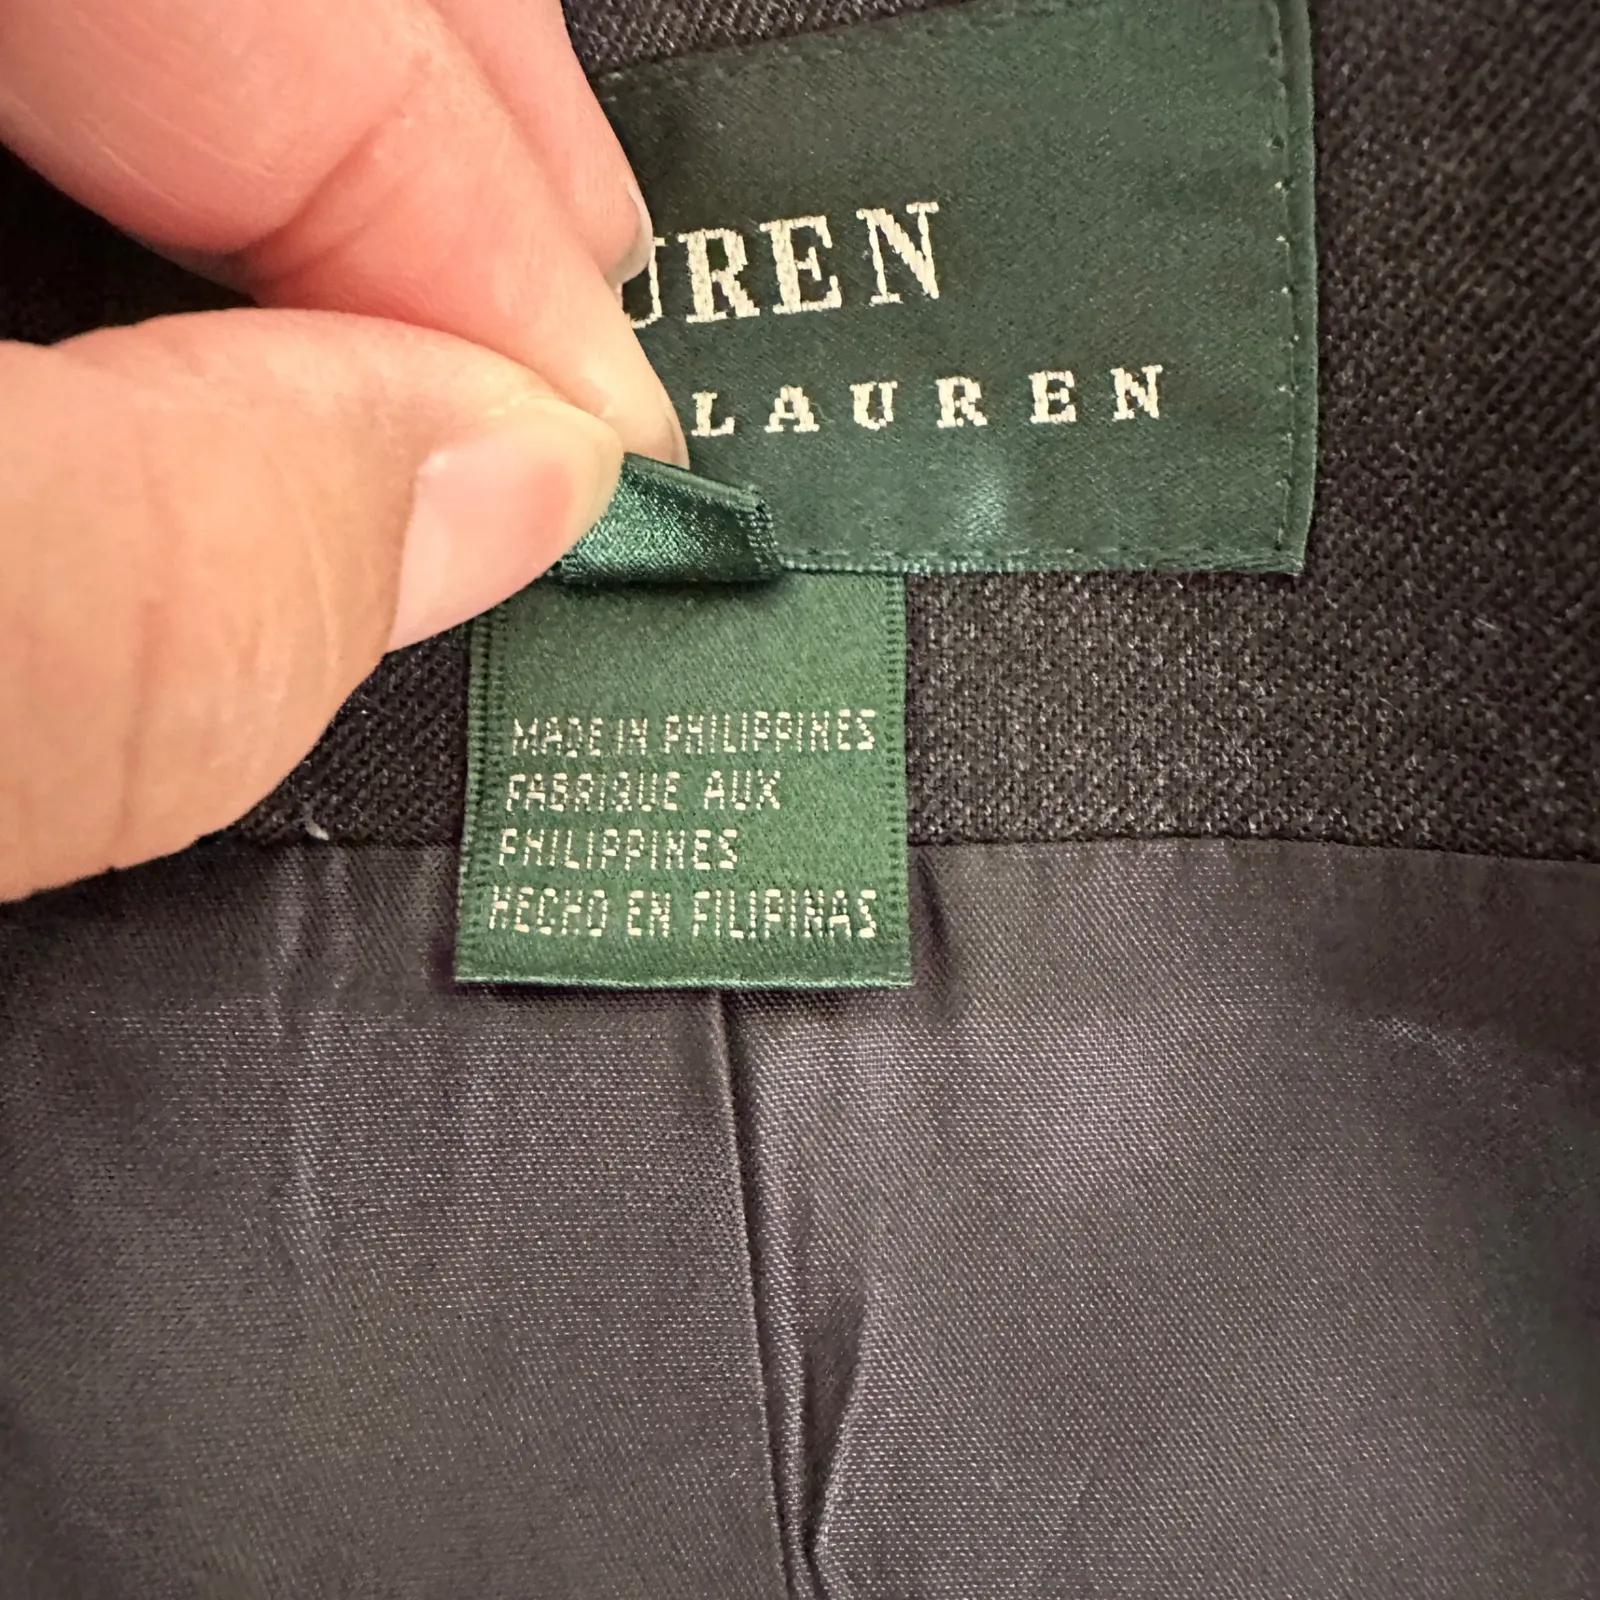 UREN
LAUREN
MADE IN PHILIPPINES
FABRIQUE AUX
PHILIPPINES
HECHO EN FILIPINAS